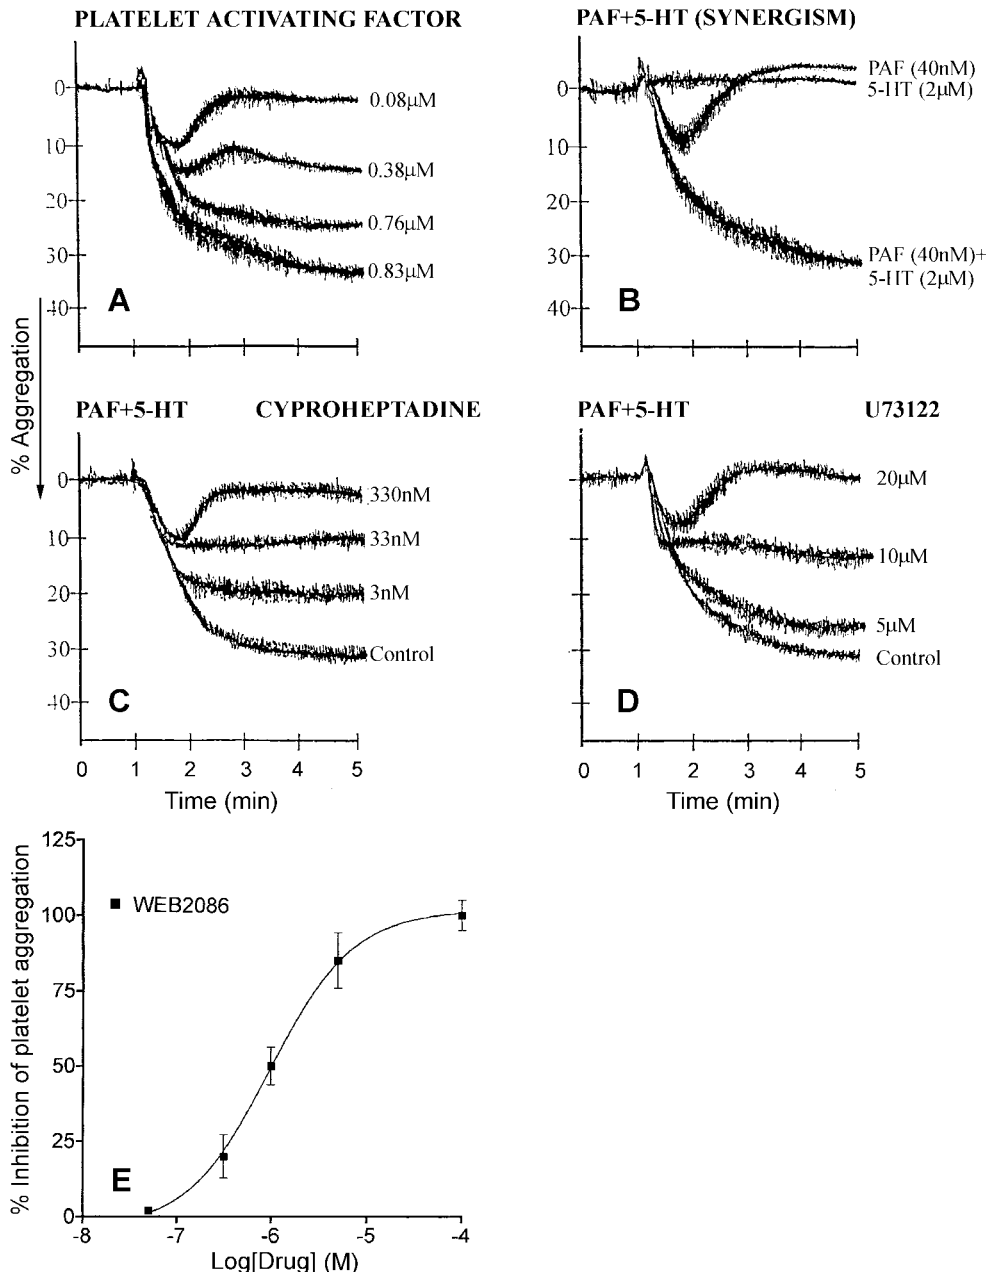 PLATELET ACTIVATING FACTOR
0
10
20
30
40
0.08µM
0.38µM
0.76µM
0.83µM
A
PAF+5-HT (SYNERGISM)
0
10
20
30
40
PAF (40nM)
5-HT (2µM)
PAF (40nM)+
5-HT (2µM)
B
% Aggregation
PAF+5-HT CYPROHEPTADINE
0
10
20
30
40
330nM
33nM
3nM
Control
C
0 1 2 3 4 5
Time (min)
PAF+5-HT U73122
20µM
10µM
5µM
Control
D
0 1 2 3 4 5
Time (min)
% Inhibition of platelet aggregation
125
100
75
50
25
0
WEB2086
E
-8 -7 -6 -5 -4
Log[Drug] (M)